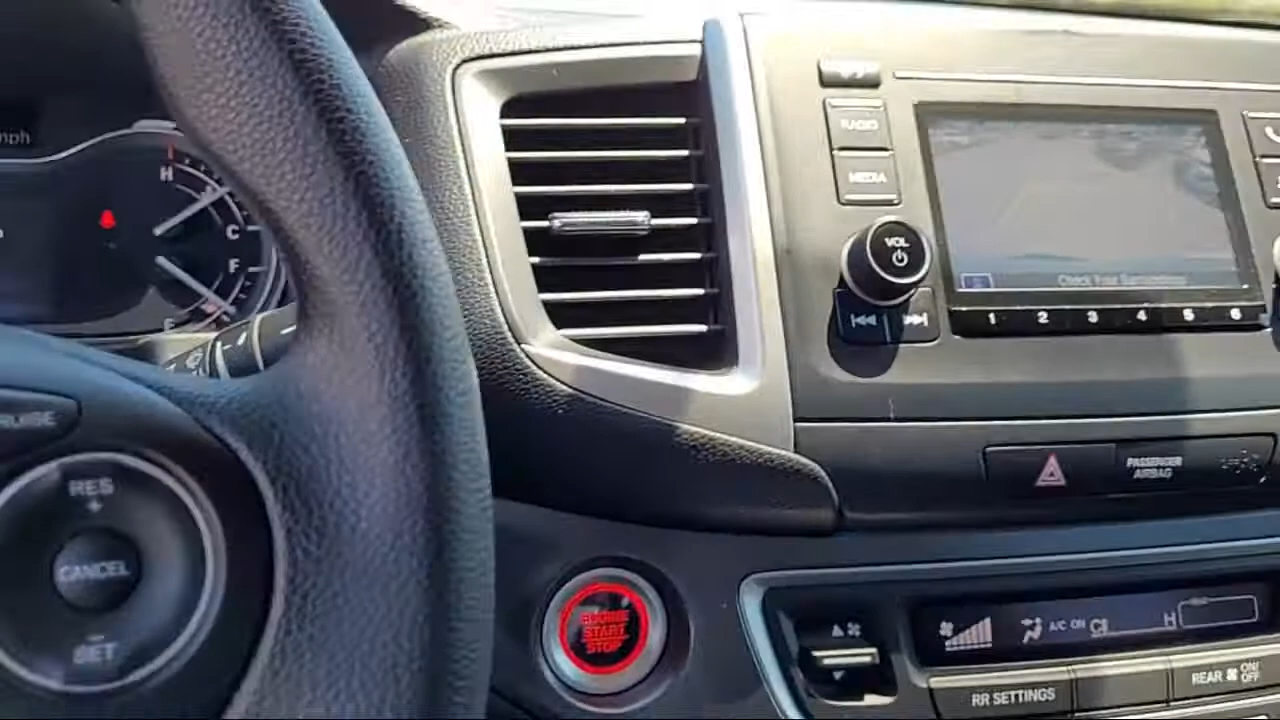 mph
H
C
F
RES
CANCEL
SET
RADIO
MEDIA
VOL
Check Your Surroundings
1 2 3 4 5 6
PASSENGER
AIRBAG
ENGINE
START
STOP
A/C ON
H
RR SETTINGS
REAR ON/OFF